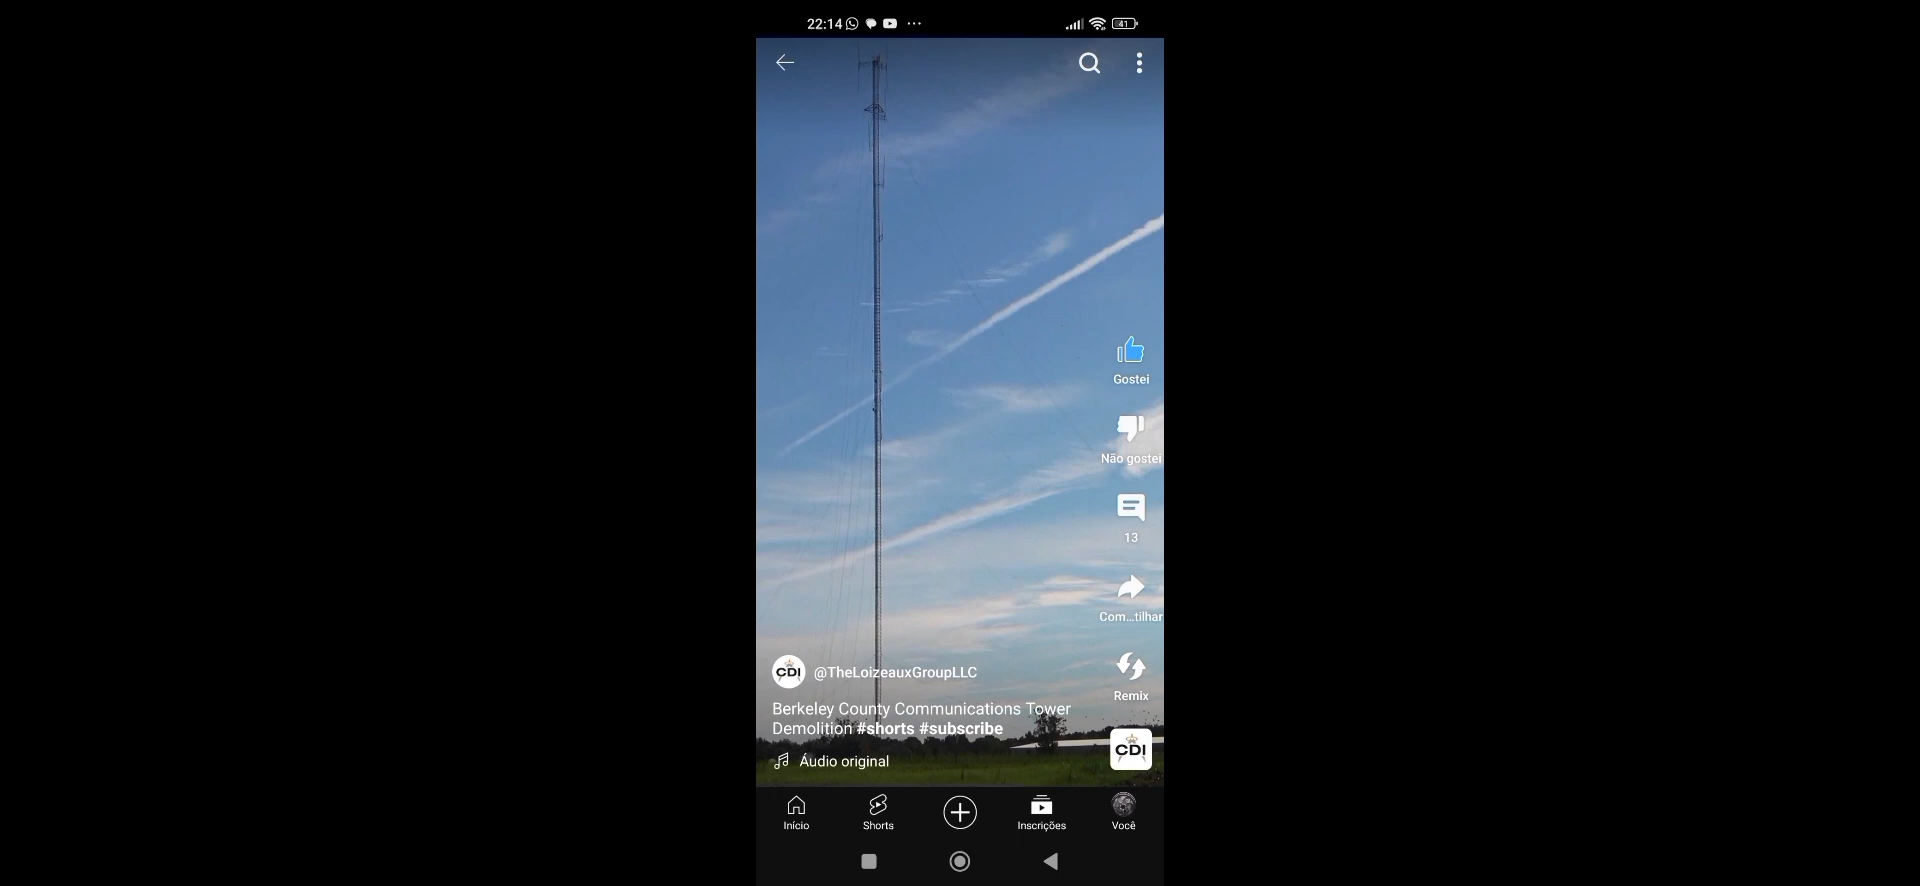 22:14
41
Gostei
Não gostei
13
Com...tilhar
Remix
CDI
@TheLoizeauxGroupLLC
Berkeley County Communications Tower
Demolition #shorts #subscribe
Áudio original
CDI
Início
Shorts
Inscrições
Você